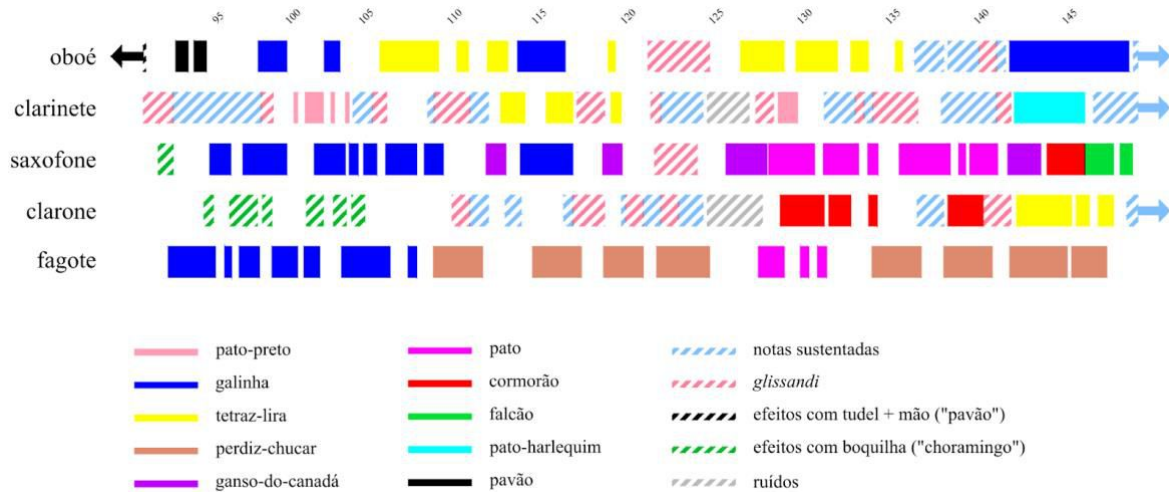 95 100 105 110 115 120 125 130 135 140 145
oboé
clarinete
saxofone
clarone
fagote
pato-preto pato notas sustentadas
galinha cormorão glissandi
tetraz-lira falcão efeitos com tudel + mão ("pavão")
perdiz-chucar pato-harlequim efeitos com boquilha ("choramingo")
ganso-do-canadá pavão ruídos